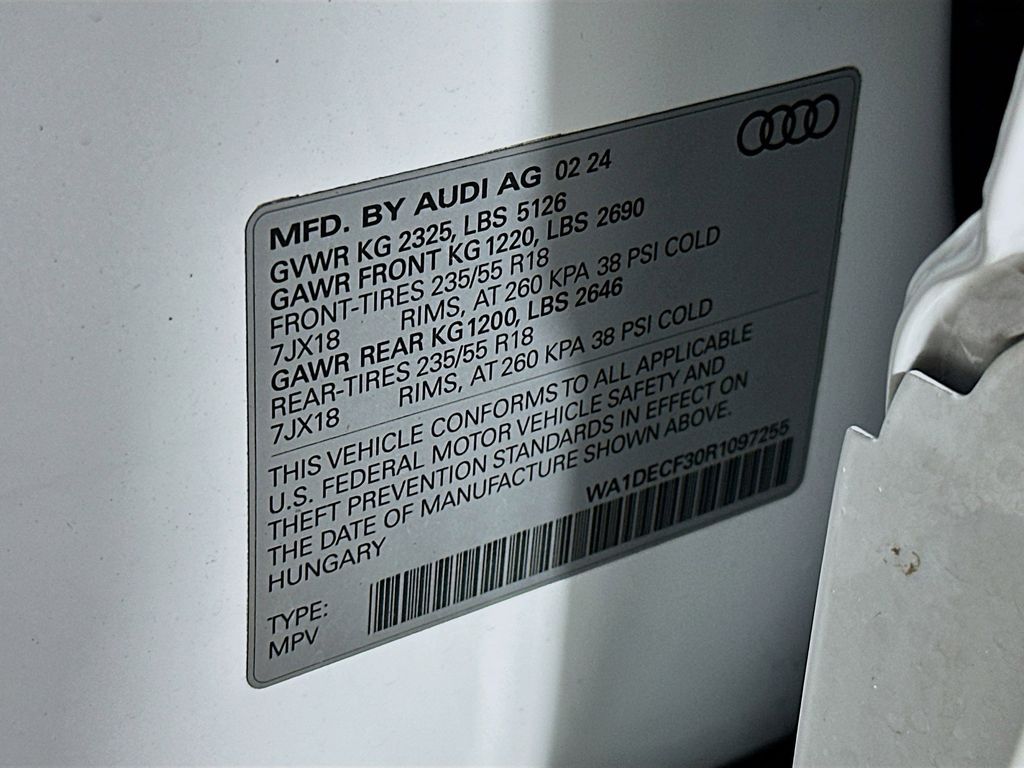 MFD. BY AUDI AG 02 24
GVWR KG 2325, LBS 5126
GAWR FRONT KG 1220, LBS 2690
FRONT-TIRES 235/55 R18
7JX18 RIMS, AT 260 KPA 38 PSI COLD
GAWR REAR KG 1200, LBS 2646
REAR-TIRES 235/55 R18
7JX18 RIMS, AT 260 KPA 38 PSI COLD
THIS VEHICLE CONFORMS TO ALL APPLICABLE
U.S. FEDERAL MOTOR VEHICLE SAFETY AND
THEFT PREVENTION STANDARDS IN EFFECT ON
THE DATE OF MANUFACTURE SHOWN ABOVE.
HUNGARY
WA1DECF30R1097255
TYPE:
MPV